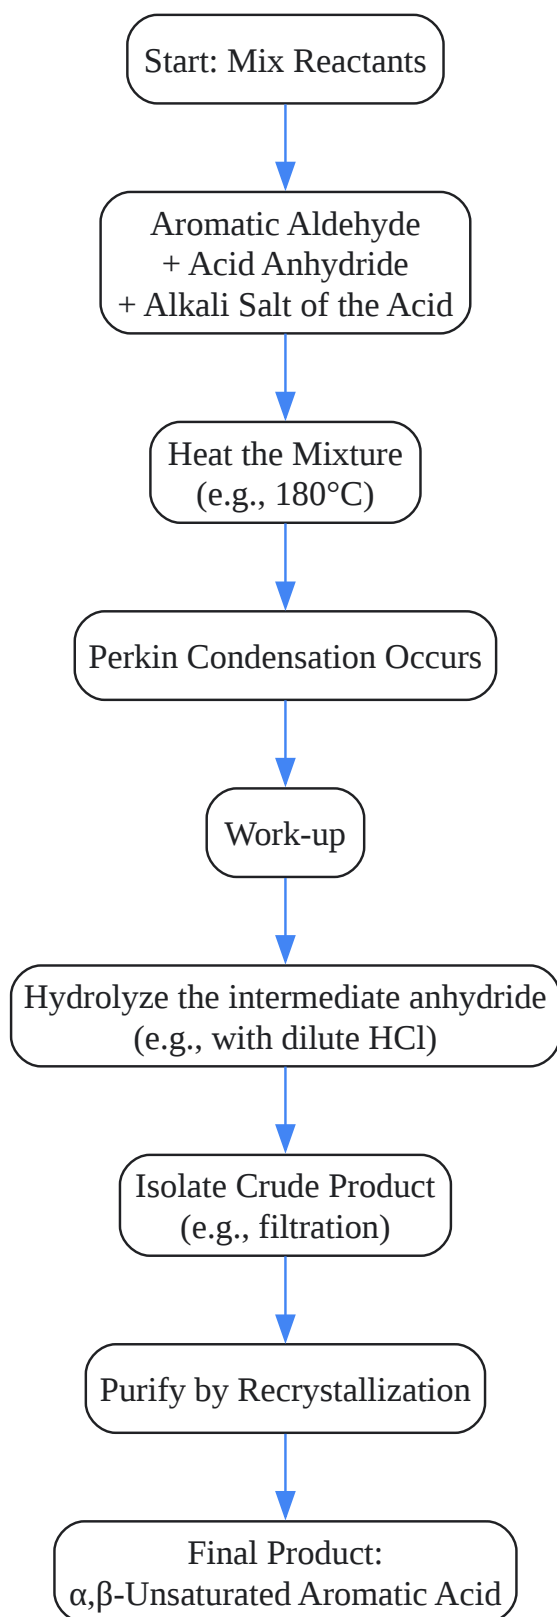 Start: Mix Reactants
Aromatic Aldehyde
+ Acid Anhydride
+ Alkali Salt of the Acid
Heat the Mixture
(e.g., 180°C)
Perkin Condensation Occurs
Work-up
Hydrolyze the intermediate anhydride
(e.g., with dilute HCl)
Isolate Crude Product
(e.g., filtration)
Purify by Recrystallization
Final Product:
α,β-Unsaturated Aromatic Acid